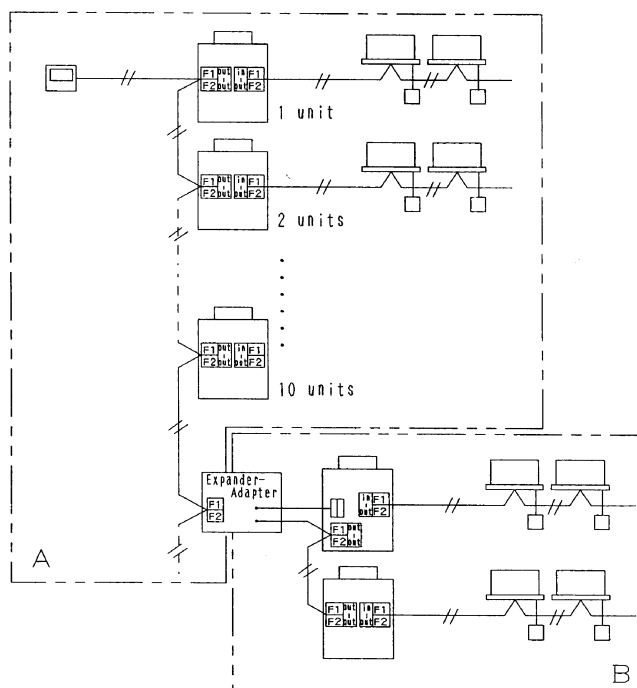 F1 out in F1
F2 out out F2
1 unit
F1 out in F1
F2 out out F2
2 units
F1 out in F1
F2 out out F2
10 units
Expander-
Adapter
F1
F2
in F1
out F2
F1 out
F2 out
A
F1 out in F1
F2 out out F2
B